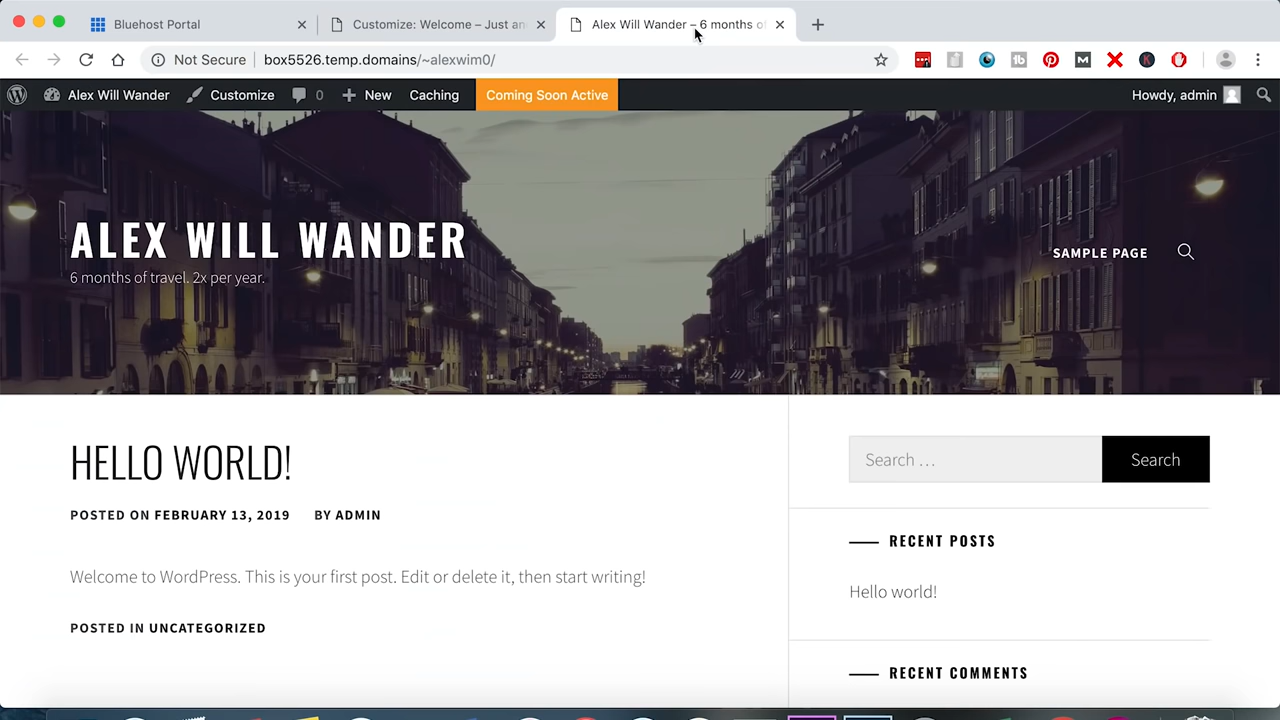 Bluehost Portal
Customize: Welcome – Just an
Alex Will Wander – 6 months of
Not Secure
box5526.temp.domains/~alexwim0/
Alex Will Wander
Customize
0
New
Caching
Coming Soon Active
Howdy, admin
ALEX WILL WANDER
6 months of travel. 2x per year.
SAMPLE PAGE
HELLO WORLD!
POSTED ON FEBRUARY 13, 2019
BY ADMIN
Welcome to WordPress. This is your first post. Edit or delete it, then start writing!
POSTED IN UNCATEGORIZED
Search …
Search
RECENT POSTS
Hello world!
RECENT COMMENTS